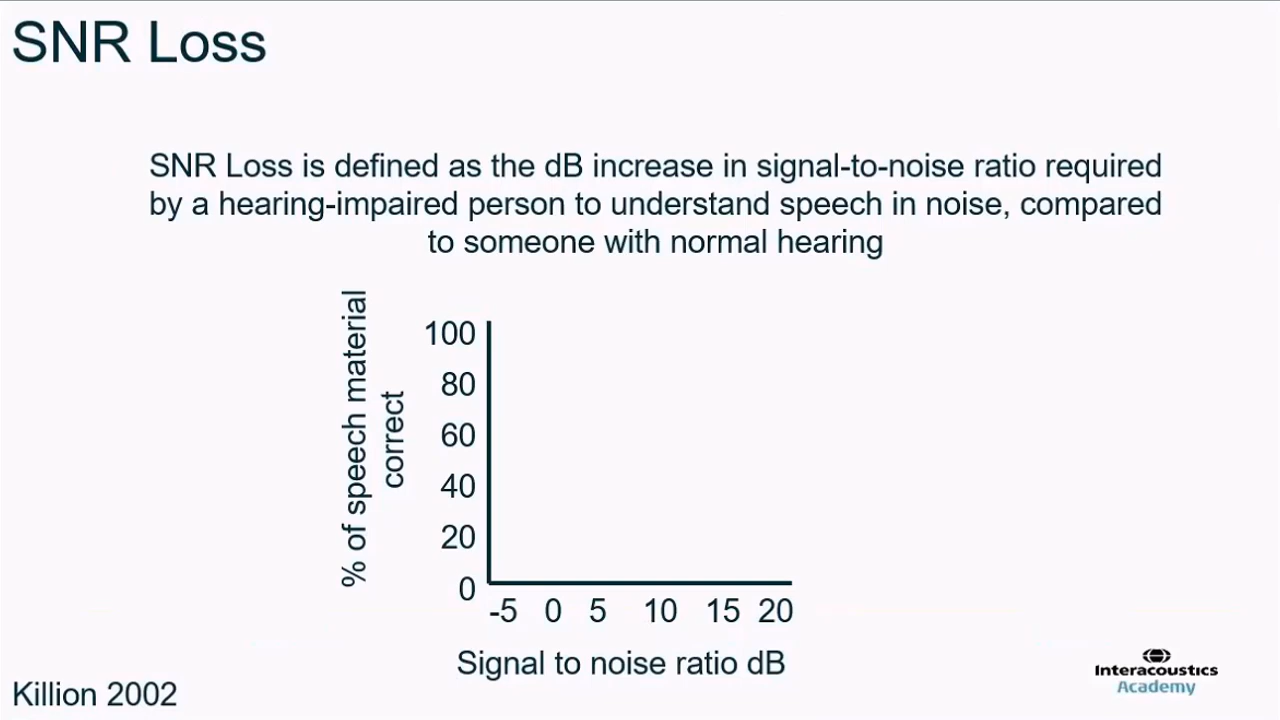 SNR Loss
SNR Loss is defined as the dB increase in signal-to-noise ratio required
by a hearing-impaired person to understand speech in noise, compared
to someone with normal hearing
% of speech material
correct
100
80
60
40
20
0
-5 0 5 10 15 20
Signal to noise ratio dB
Killion 2002
Interacoustics
Academy